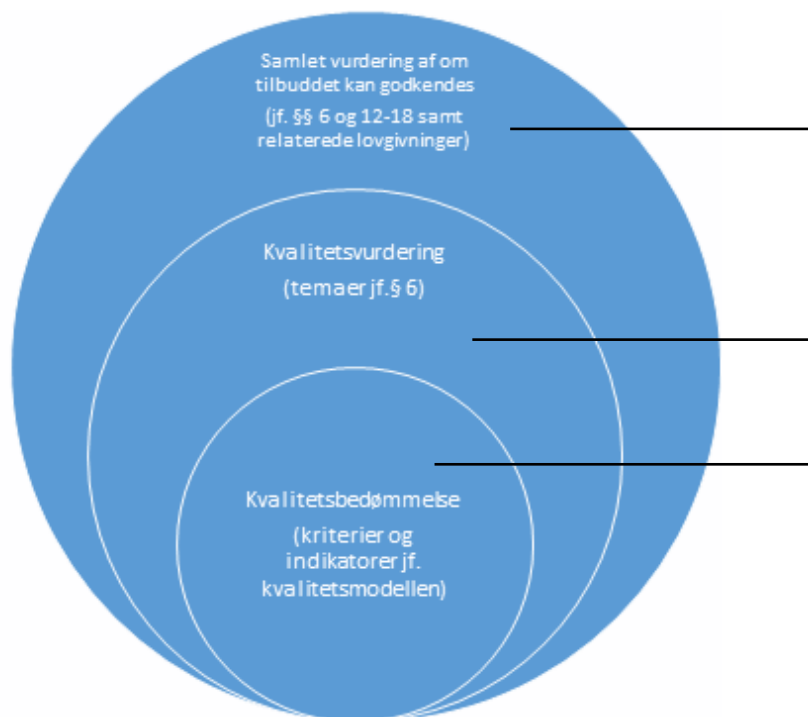 Samlet vurdering af om
tilbuddet kan godkendes
(jf. §§ 6 og 12-18 samt
relaterede lovgivninger)
Kvalitetsvurdering
(temaer jf. § 6)
Kvalitetsbedømmelse
(kriterier og
indikatorer jf.
kvalitetsmodellen)